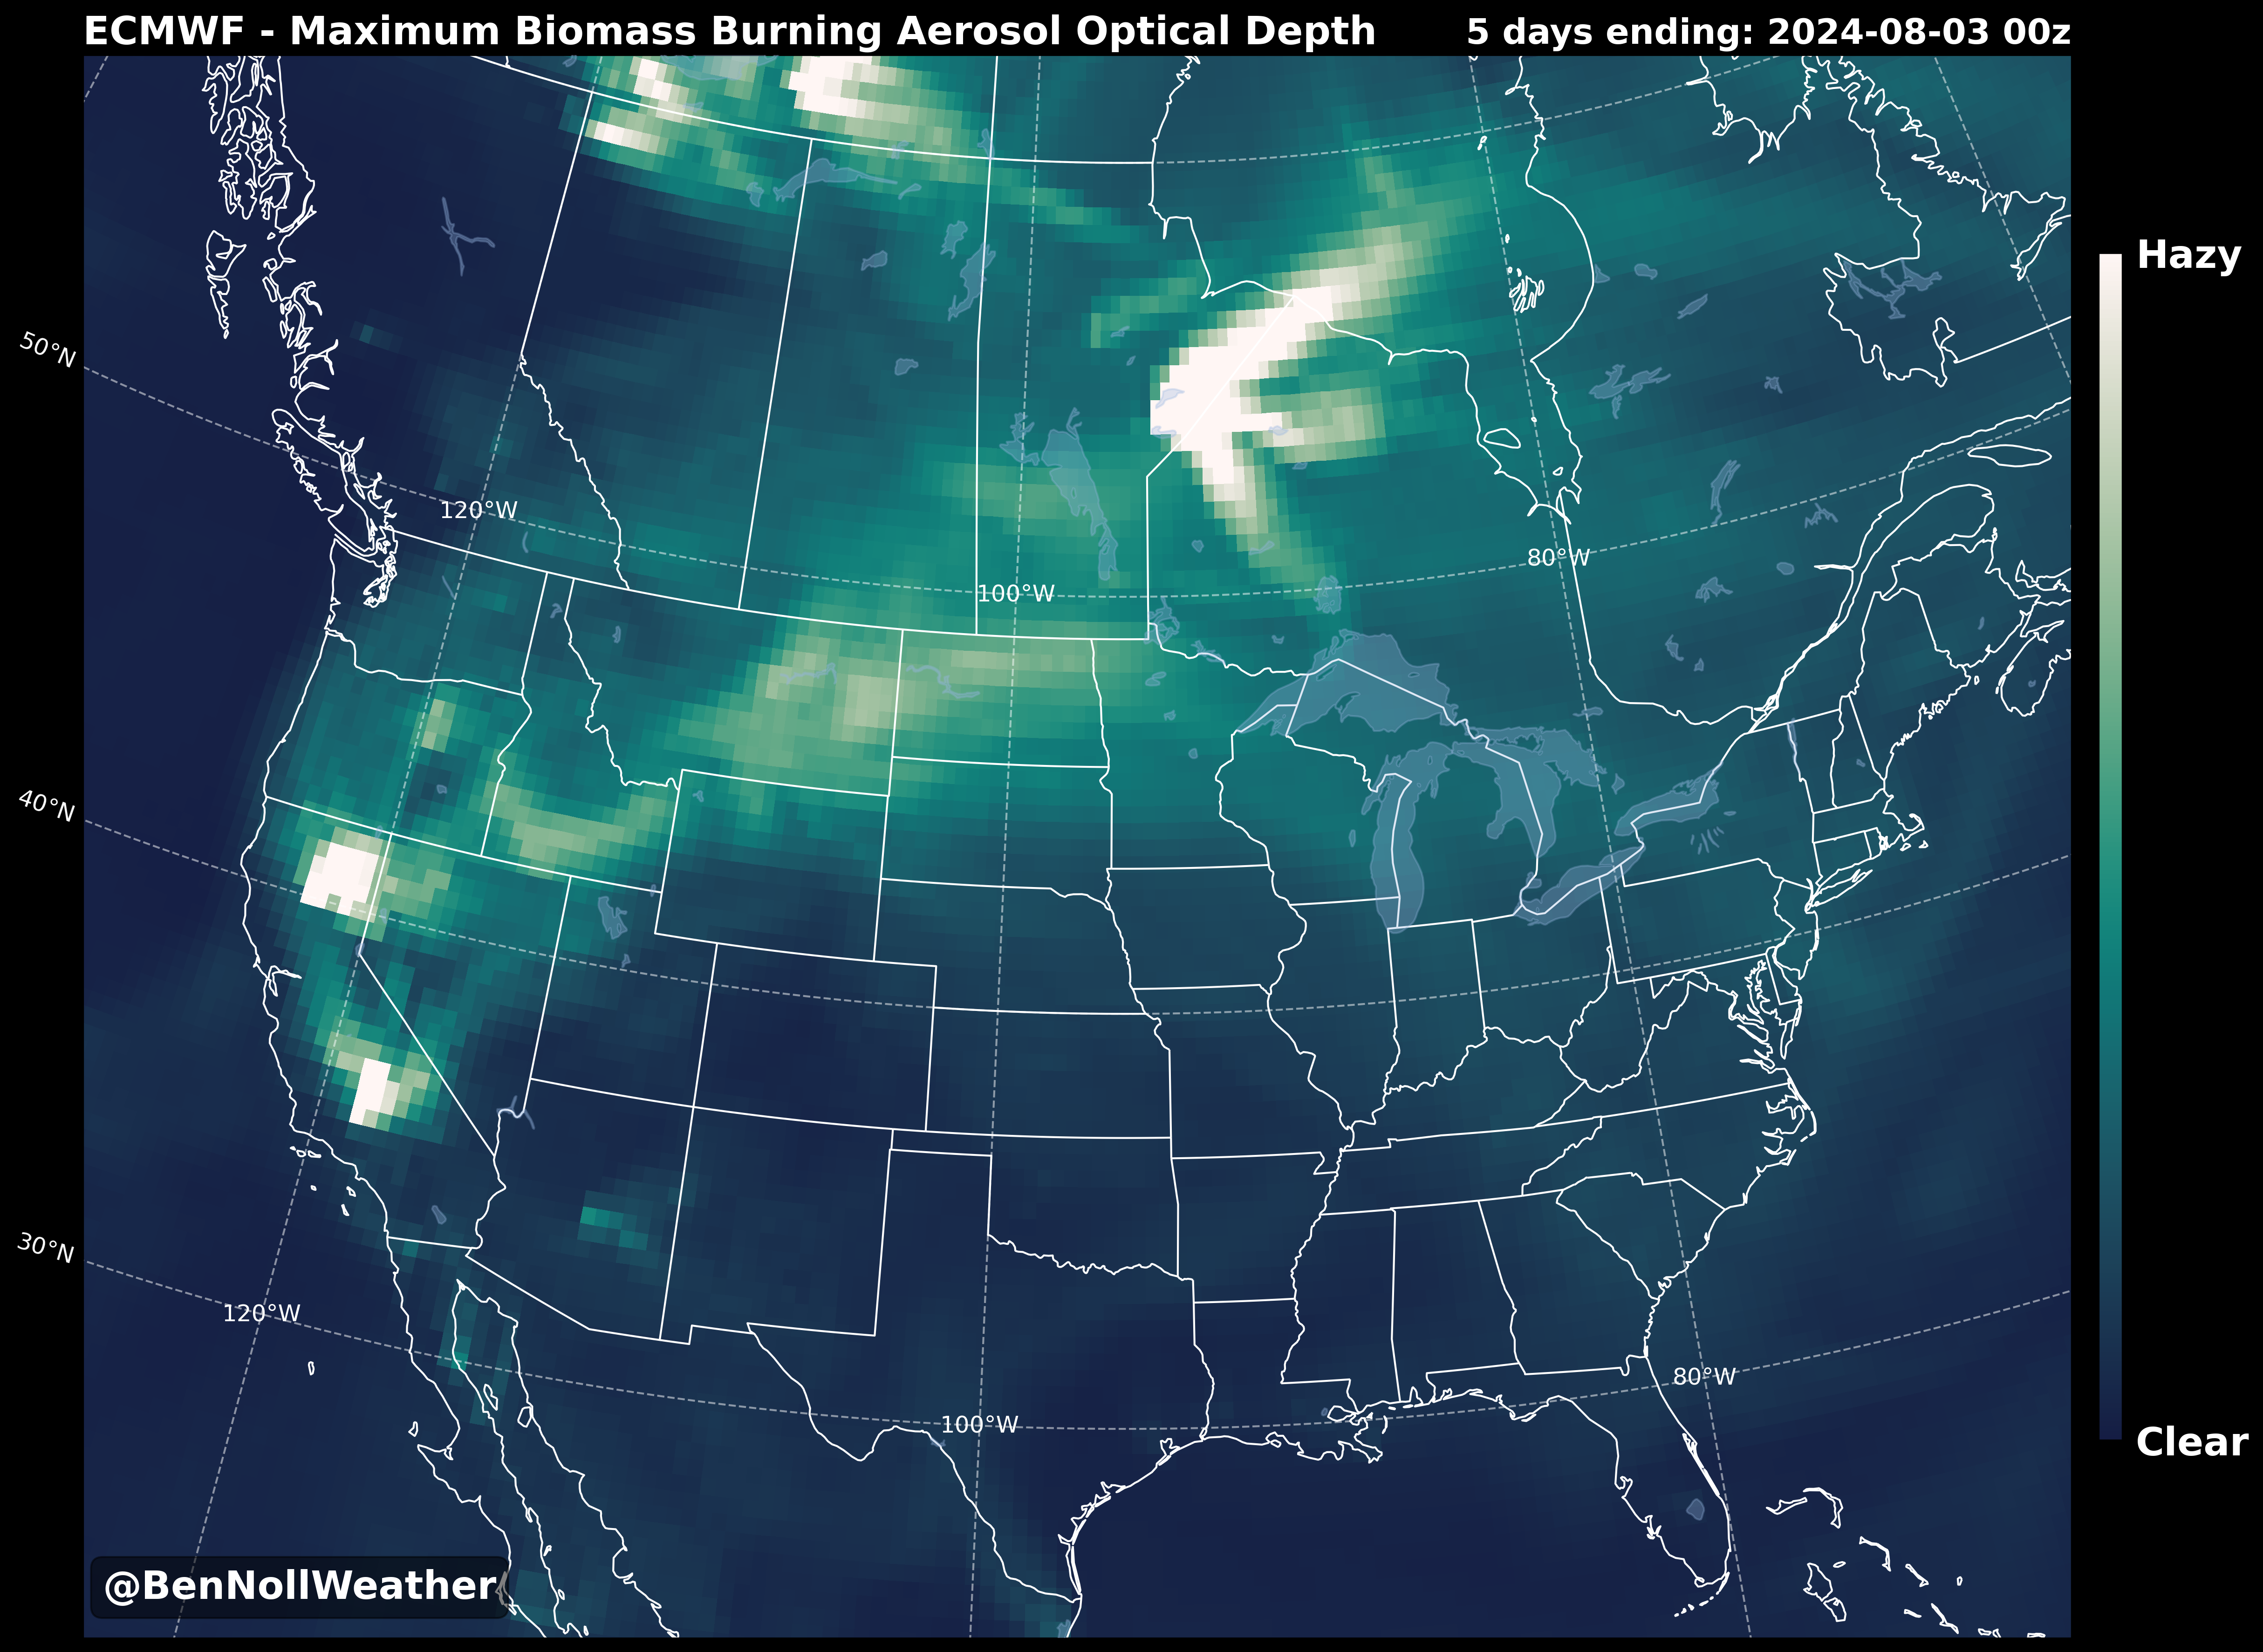 ECMWF - Maximum Biomass Burning Aerosol Optical Depth
5 days ending: 2024-08-03 00z
Hazy
50°N
120°W
80°W
100°W
40°N
30°N
120°W
80°W
100°W
Clear
@BenNollWeather